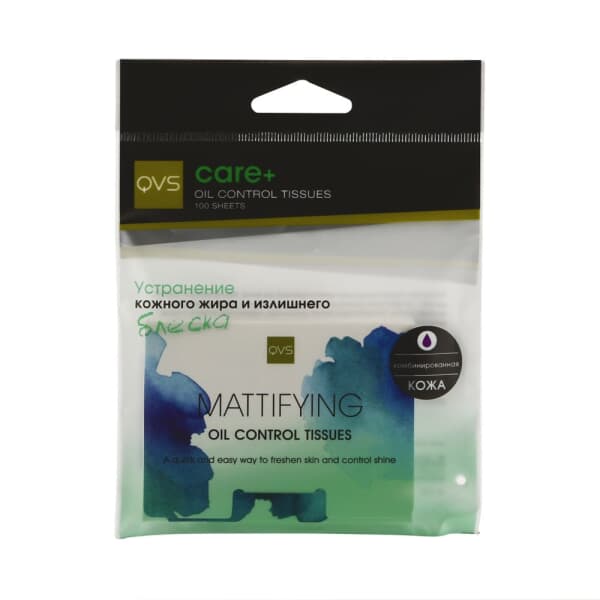 QVS
care+
OIL CONTROL TISSUES
100 SHEETS
Устранение
кожного жира и излишнего
блеска
QVS
комбинированная
КОЖА
MATTIFYING
OIL CONTROL TISSUES
A quick and easy way to freshen skin and control shine